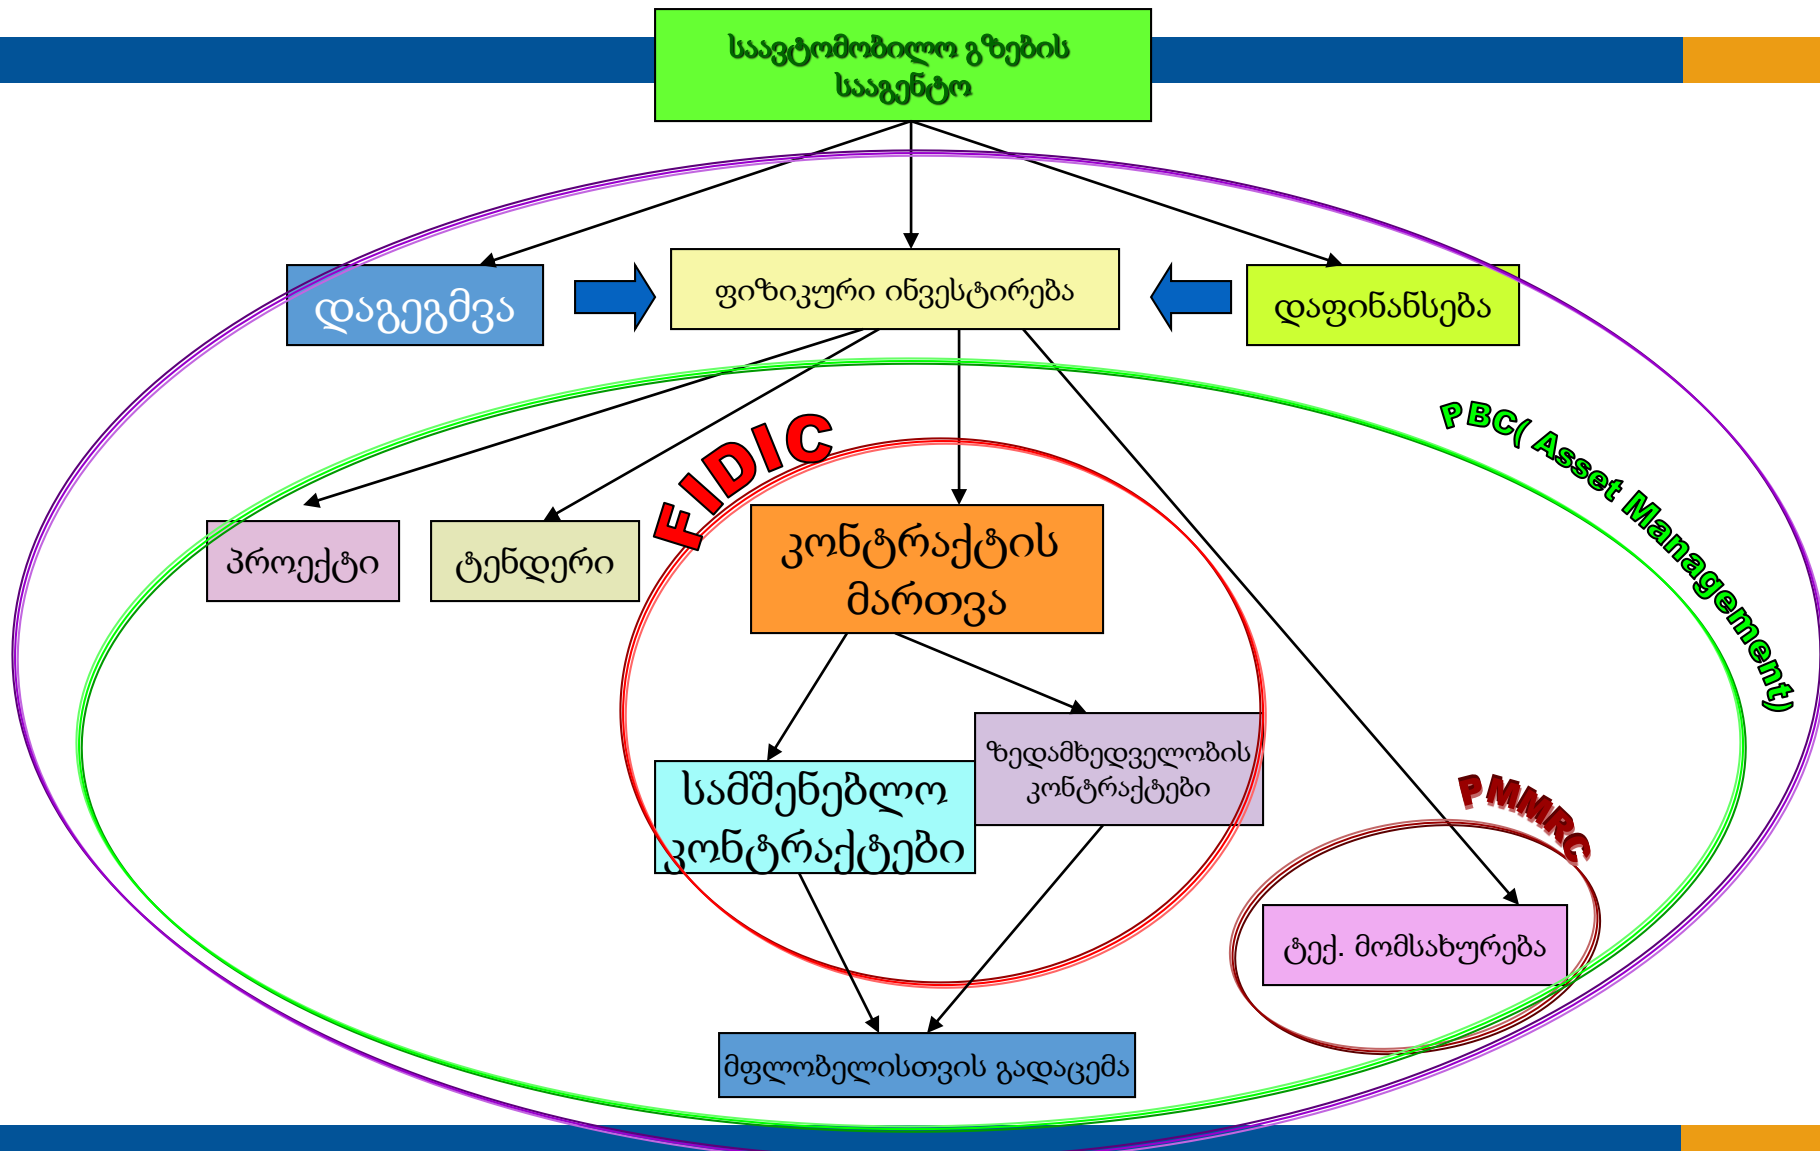 საავტომობილო გზების
სააგენტო
დაგეგმვა
ფიზიკური ინვესტირება
დაფინანსება
PBC( Asset Management)
FIDIC
პროექტი
ტენდერი
კონტრაქტის
მართვა
ზედამხედველობის
კონტრაქტები
სამშენებლო
კონტრაქტები
PMMRC
ტექ. მომსახურება
მფლობელისთვის გადაცემა